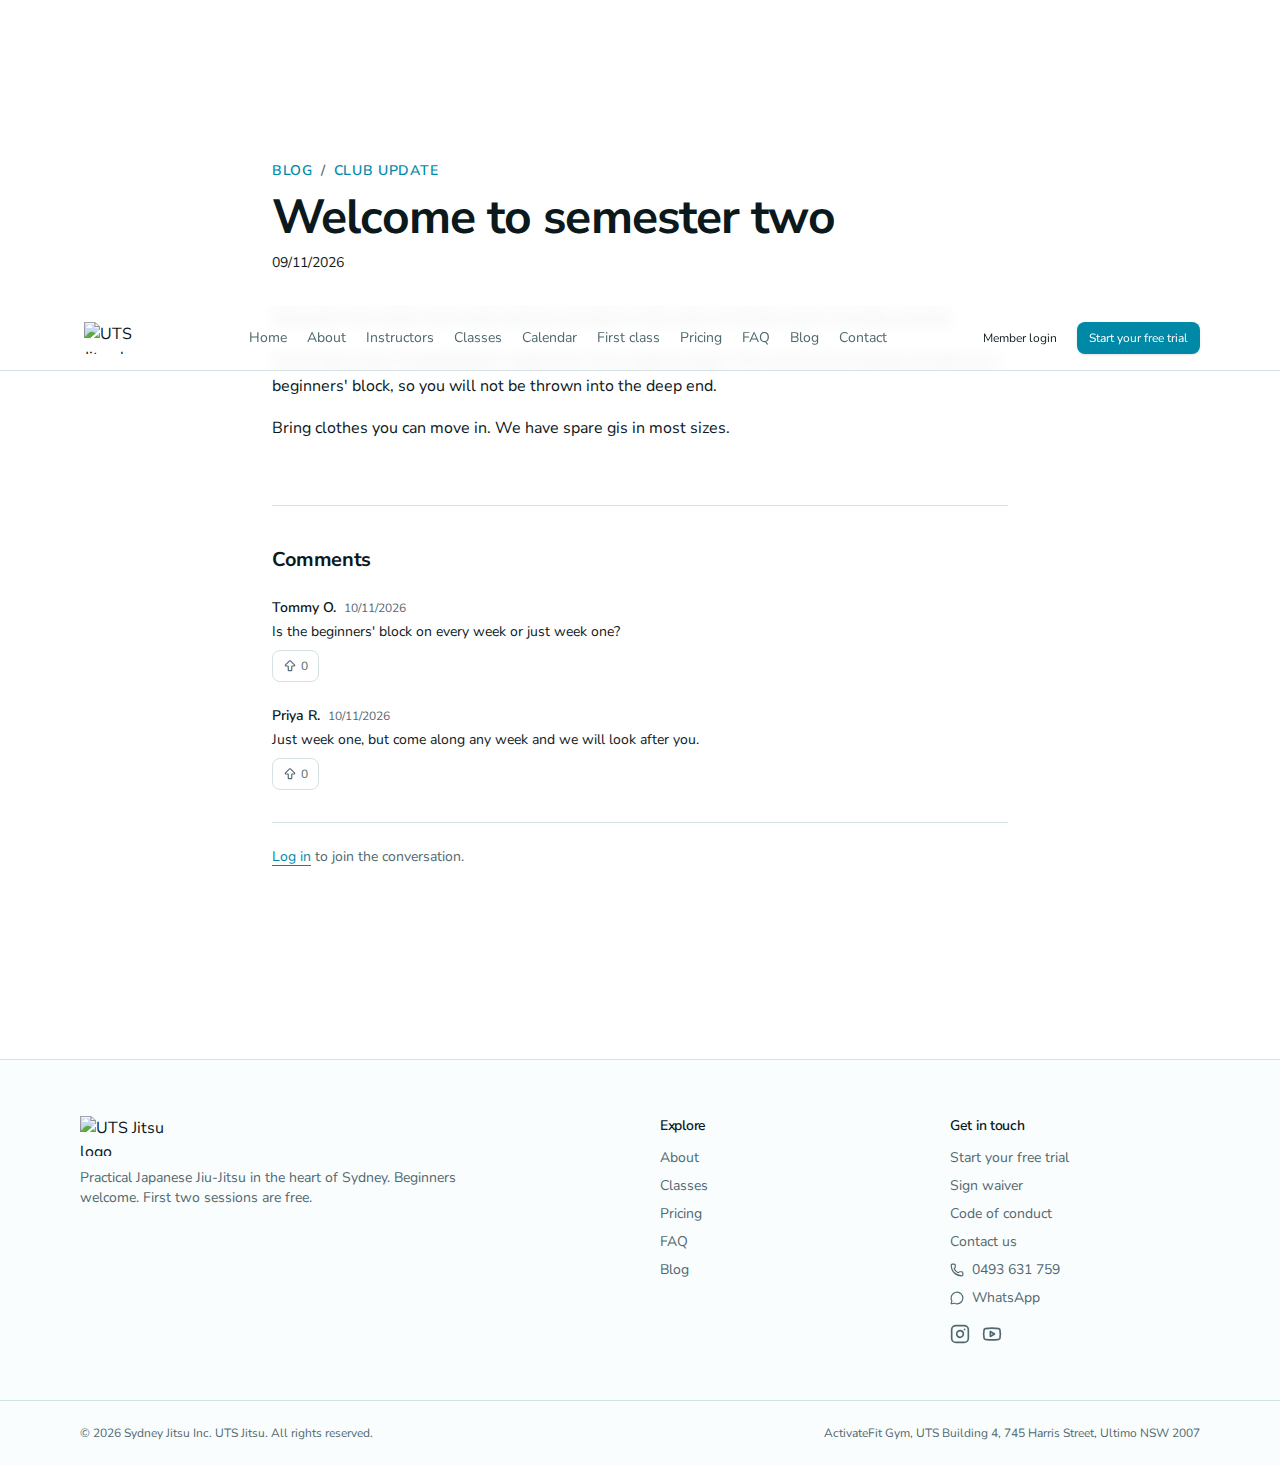 BLOG / CLUB UPDATE
Welcome to semester two
09/11/2026
UTS
Home About Instructors Classes Calendar First class Pricing FAQ Blog Contact Member login Start your free trial
beginners' block, so you will not be thrown into the deep end.
Bring clothes you can move in. We have spare gis in most sizes.
Comments
Tommy O. 10/11/2026
Is the beginners' block on every week or just week one?
0
Priya R. 10/11/2026
Just week one, but come along any week and we will look after you.
0
Log in to join the conversation.
UTS Jitsu
logo
Practical Japanese Jiu-Jitsu in the heart of Sydney. Beginners
welcome. First two sessions are free.
Explore
About
Classes
Pricing
FAQ
Blog
Get in touch
Start your free trial
Sign waiver
Code of conduct
Contact us
0493 631 759
WhatsApp
© 2026 Sydney Jitsu Inc. UTS Jitsu. All rights reserved.
ActivateFit Gym, UTS Building 4, 745 Harris Street, Ultimo NSW 2007